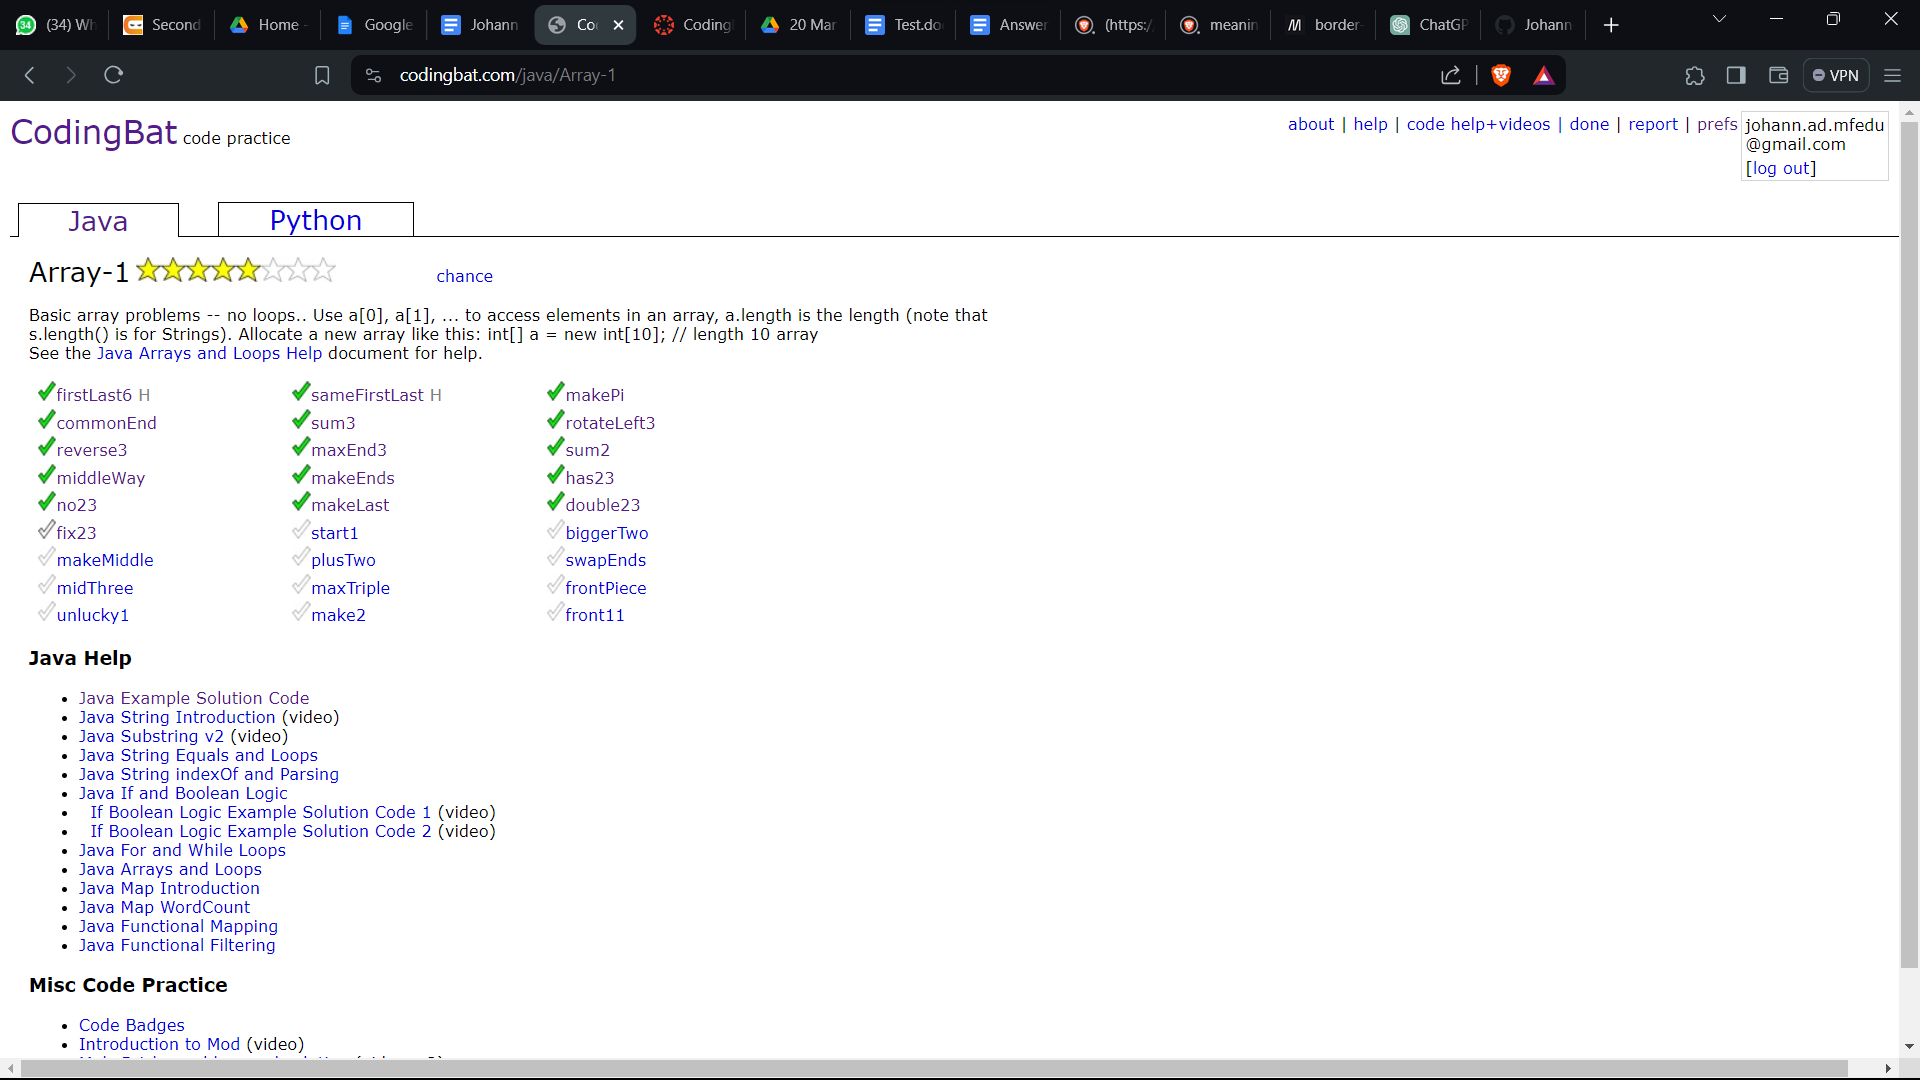 34 (34) Wh Second Home - Google Johann Co Coding 20 Mar Test.do Answer (https:/ meanin border- ChatGP Johann
codingbat.com/java/Array-1 VPN
CodingBat code practice
about | help | code help+videos | done | report | prefs
johann.ad.mfedu
@gmail.com
[log out]
Java Python
Array-1 chance
Basic array problems -- no loops.. Use a[0], a[1], ... to access elements in an array, a.length is the length (note that
s.length() is for Strings). Allocate a new array like this: int[] a = new int[10]; // length 10 array
See the Java Arrays and Loops Help document for help.
firstLast6 H sameFirstLast H makePi
commonEnd sum3 rotateLeft3
reverse3 maxEnd3 sum2
middleWay makeEnds has23
no23 makeLast double23
fix23 start1 biggerTwo
makeMiddle plusTwo swapEnds
midThree maxTriple frontPiece
unlucky1 make2 front11
Java Help
Java Example Solution Code
Java String Introduction (video)
Java Substring v2 (video)
Java String Equals and Loops
Java String indexOf and Parsing
Java If and Boolean Logic
If Boolean Logic Example Solution Code 1 (video)
If Boolean Logic Example Solution Code 2 (video)
Java For and While Loops
Java Arrays and Loops
Java Map Introduction
Java Map WordCount
Java Functional Mapping
Java Functional Filtering
Misc Code Practice
Code Badges
Introduction to Mod (video)